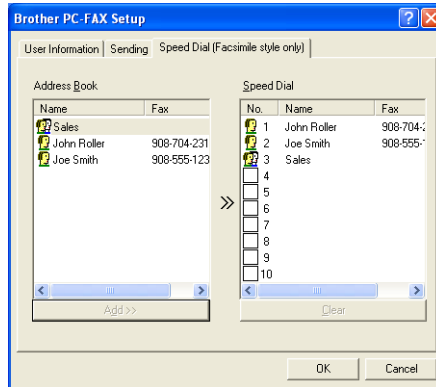 Brother PC-FAX Setup
User Information Sending Speed Dial (Facsimile style only)
Address Book Speed Dial
Name Fax No. Name Fax
Sales 1 John Roller 908-704-2
John Roller 908-704-231 2 Joe Smith 908-555-1
Joe Smith 908-555-123 3 Sales
4
5
6
7
8
9
10
Add >> Clear
OK Cancel